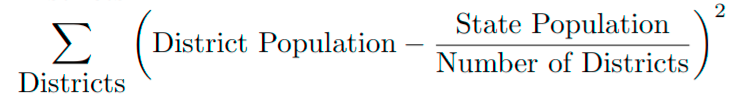 ∑ Districts (District Population − State Population / Number of Districts)²